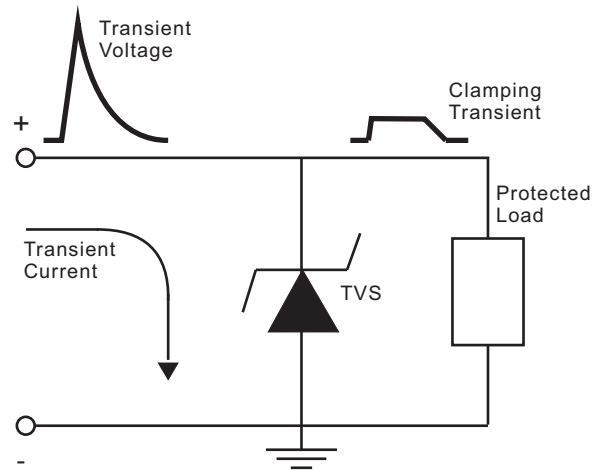 Transient
Voltage
Clamping
Transient
+
Protected
Load
Transient
Current
TVS
-